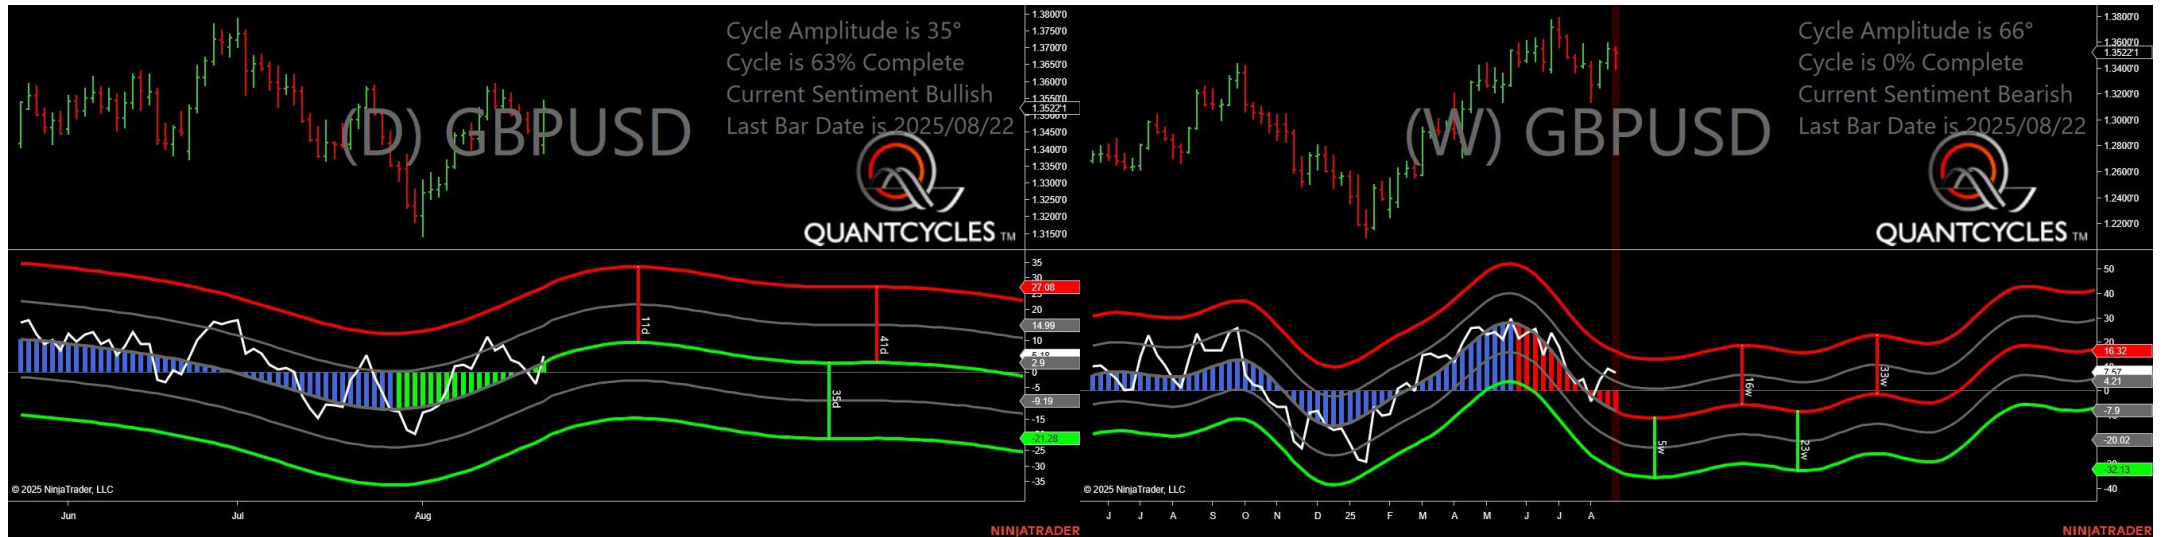 Cycle Amplitude is 35°
Cycle is 63% Complete
Current Sentiment Bullish
Last Bar Date is 2025/08/22
(D) GBPUSD
QUANTCYCLES TM
1.3800'0
1.3750'0
1.3700'0
1.3650'0
1.3600'0
1.3550'0
1.3522'1
1.3500'0
1.3450'0
1.3400'0
1.3350'0
1.3300'0
1.3250'0
1.3200'0
1.3150'0
35
30
27.08
25
20
14.99
10
5.18
2.9
0
-5
-9.19
-15
-21.28
-25
-30
-35
11d
41d
35d
© 2025 NinjaTrader, LLC
Jun
Jul
Aug
NINJATRADER
Cycle Amplitude is 66°
Cycle is 0% Complete
Current Sentiment Bearish
Last Bar Date is 2025/08/22
(W) GBPUSD
QUANTCYCLES TM
1.3800'0
1.3600'0
1.3522'1
1.3400'0
1.3200'0
1.3000'0
1.2800'0
1.2600'0
1.2400'0
1.2200'0
50
40
30
20
16.32
7.57
4.21
0
-7.9
-20.02
-32.13
-40
5w
16w
23w
33w
© 2025 NinjaTrader, LLC
J J A S O N D 25 F M A M J J A
NINJATRADER